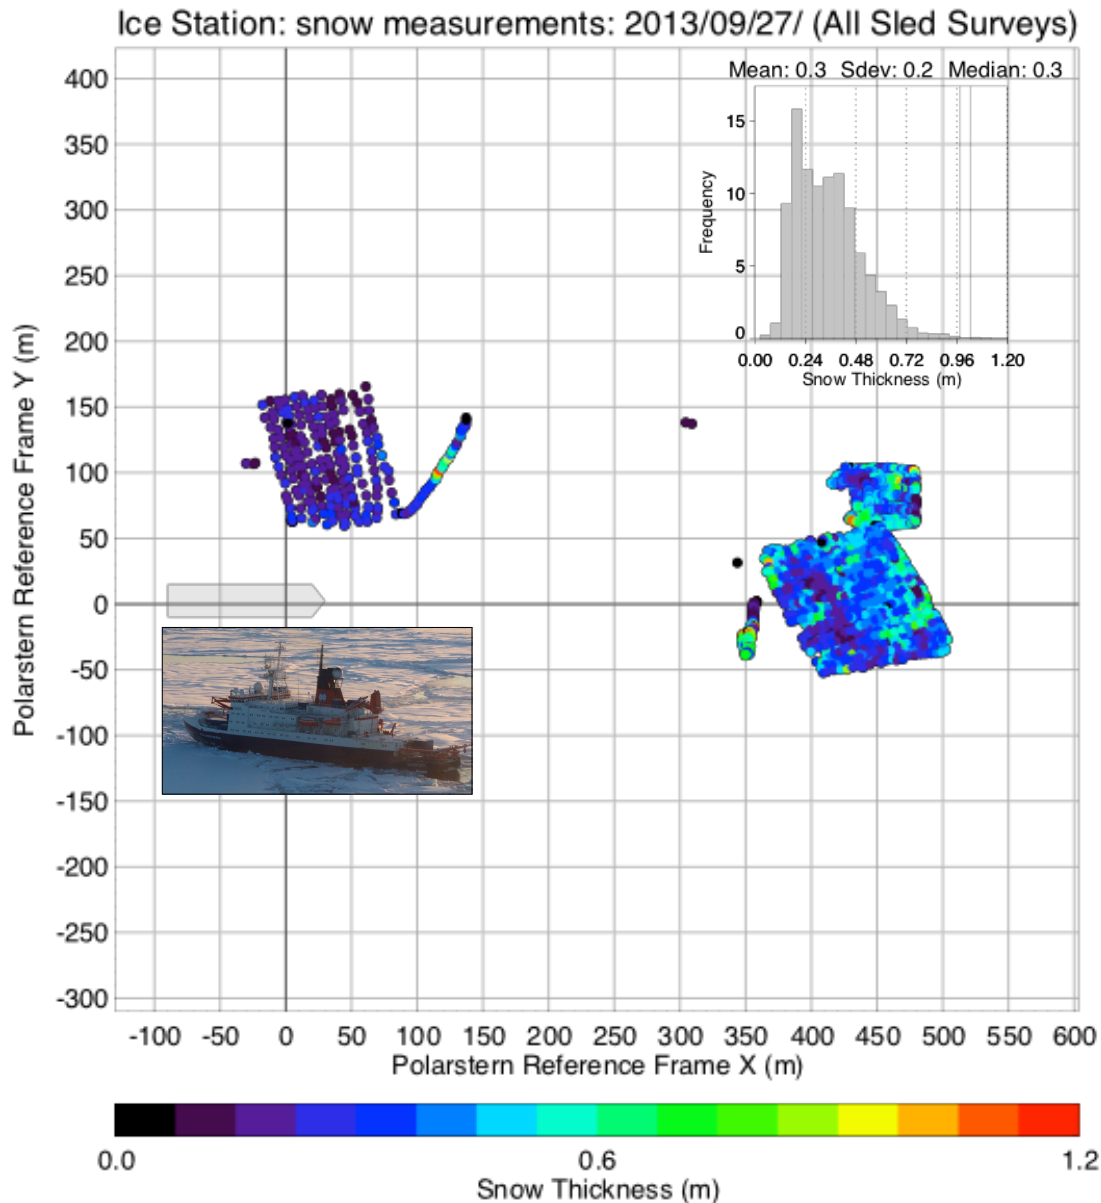 Ice Station: snow measurements: 2013/09/27/ (All Sled Surveys)
Mean: 0.3 Sdev: 0.2 Median: 0.3
15
10
5
0
Frequency
0.00 0.24 0.48 0.72 0.96 1.20
Snow Thickness (m)
400
350
300
250
200
150
100
50
0
-50
-100
-150
-200
-250
-300
Polarstern Reference Frame Y (m)
-100 -50 0 50 100 150 200 250 300 350 400 450 500 550 600
Polarstern Reference Frame X (m)
0.0 0.6 1.2
Snow Thickness (m)